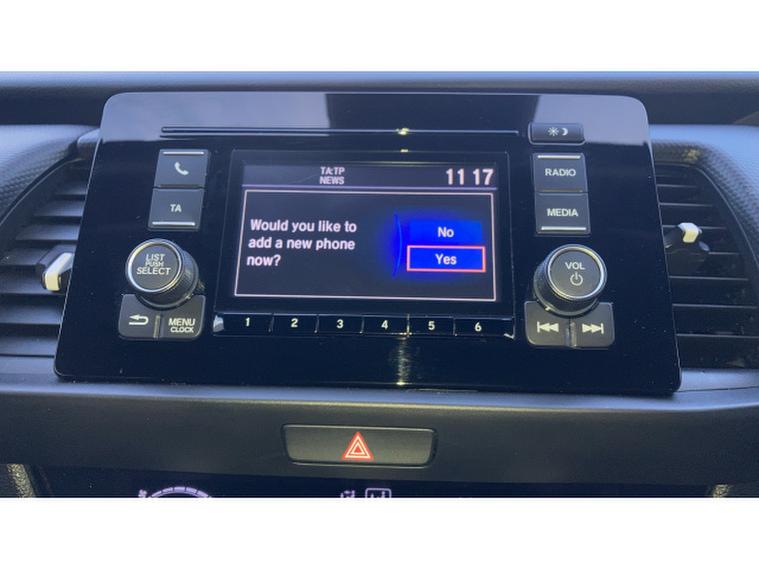 TA:TP
NEWS
11 17
Would you like to
add a new phone
now?
No
Yes
TA
LIST
PUSH
SELECT
MENU
CLOCK
RADIO
MEDIA
VOL
1 2 3 4 5 6